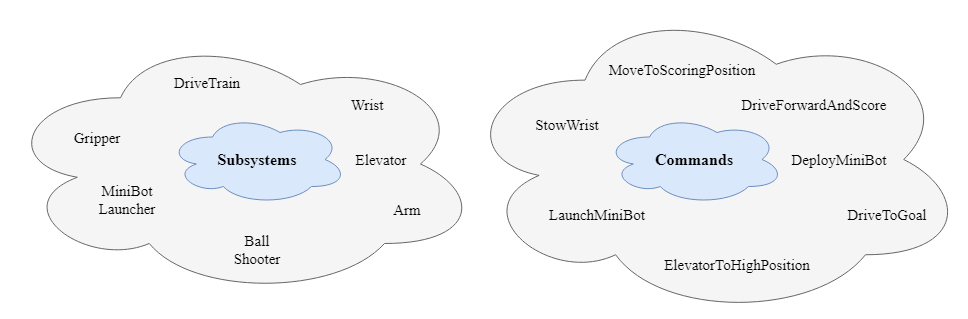 DriveTrain
Wrist
Gripper
Subsystems
Elevator
MiniBot
Launcher
Arm
Ball
Shooter
MoveToScoringPosition
DriveForwardAndScore
StowWrist
Commands
DeployMiniBot
LaunchMiniBot
DriveToGoal
ElevatorToHighPosition